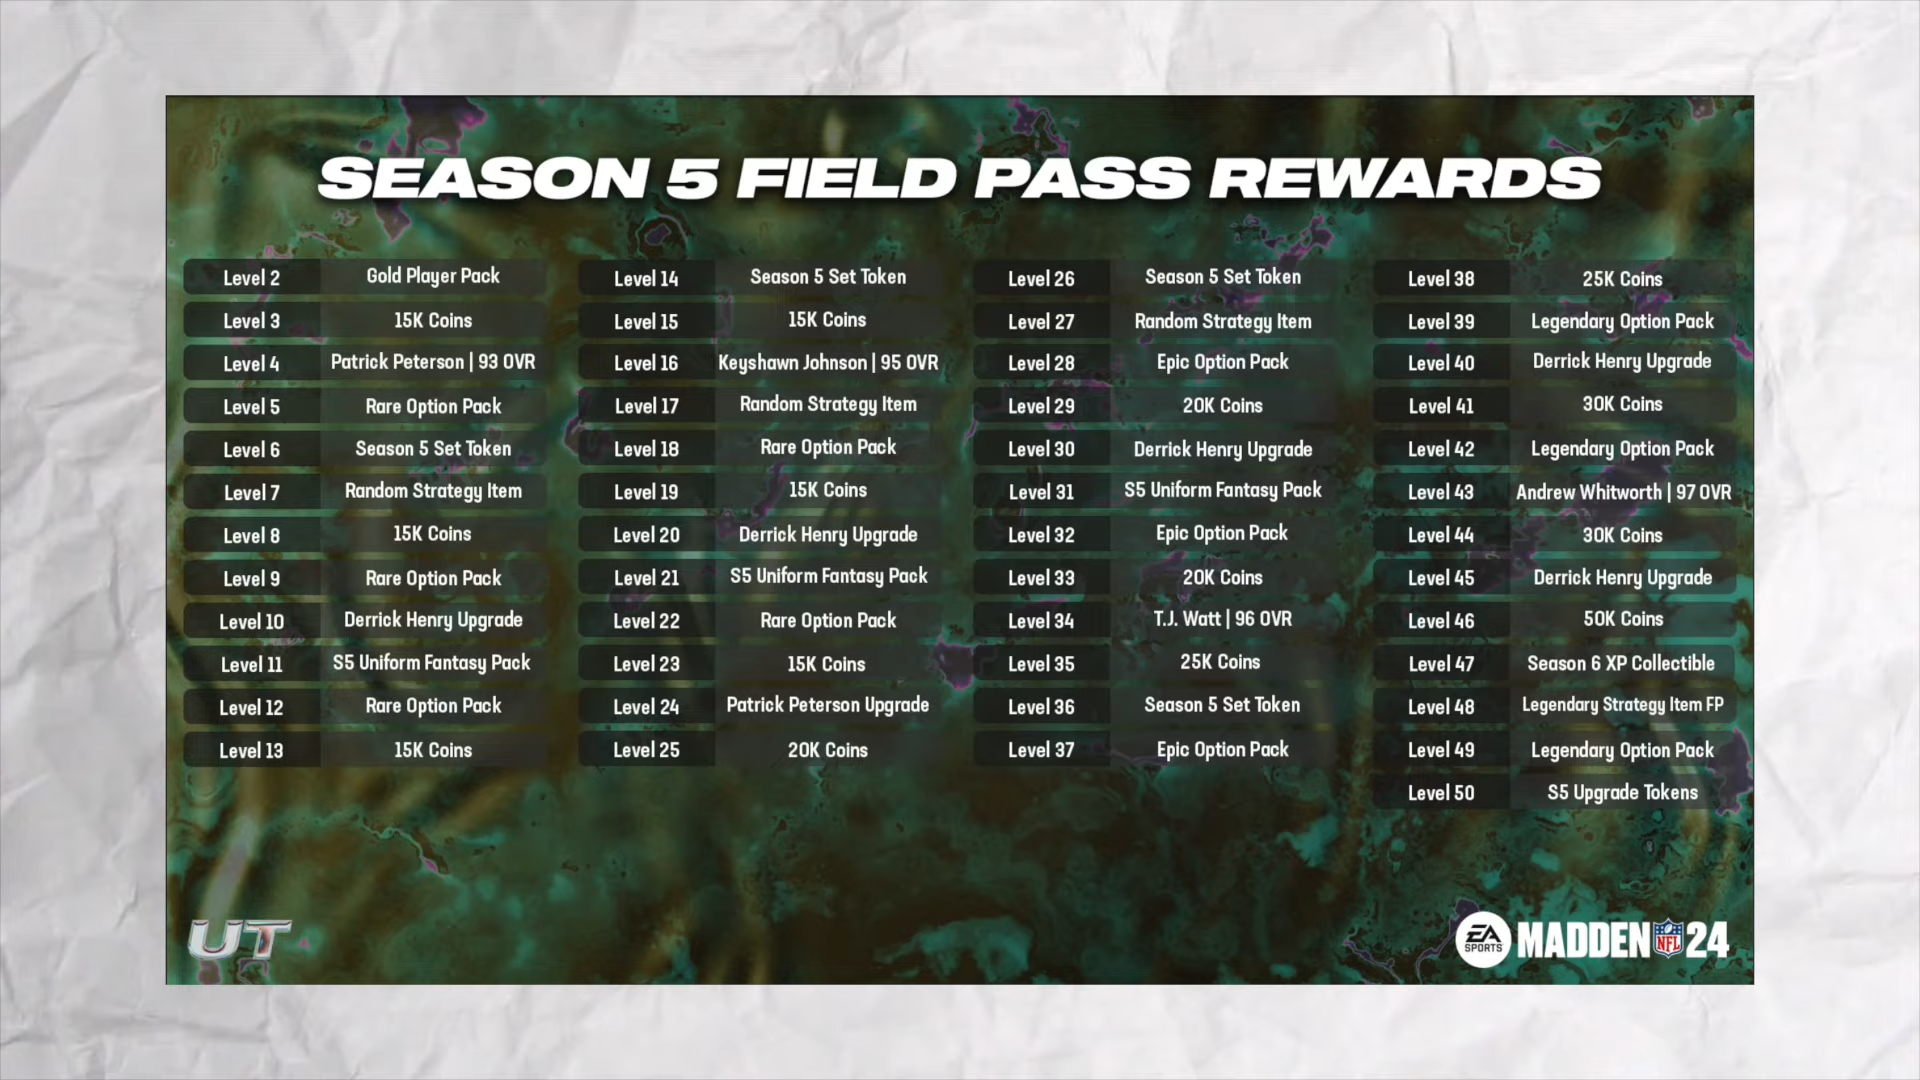 SEASON 5 FIELD PASS REWARDS
Level 2 Gold Player Pack
Level 3 15K Coins
Level 4 Patrick Peterson | 93 OVR
Level 5 Rare Option Pack
Level 6 Season 5 Set Token
Level 7 Random Strategy Item
Level 8 15K Coins
Level 9 Rare Option Pack
Level 10 Derrick Henry Upgrade
Level 11 S5 Uniform Fantasy Pack
Level 12 Rare Option Pack
Level 13 15K Coins
Level 14 Season 5 Set Token
Level 15 15K Coins
Level 16 Keyshawn Johnson | 95 OVR
Level 17 Random Strategy Item
Level 18 Rare Option Pack
Level 19 15K Coins
Level 20 Derrick Henry Upgrade
Level 21 S5 Uniform Fantasy Pack
Level 22 Rare Option Pack
Level 23 15K Coins
Level 24 Patrick Peterson Upgrade
Level 25 20K Coins
Level 26 Season 5 Set Token
Level 27 Random Strategy Item
Level 28 Epic Option Pack
Level 29 20K Coins
Level 30 Derrick Henry Upgrade
Level 31 S5 Uniform Fantasy Pack
Level 32 Epic Option Pack
Level 33 20K Coins
Level 34 T.J. Watt | 96 OVR
Level 35 25K Coins
Level 36 Season 5 Set Token
Level 37 Epic Option Pack
Level 38 25K Coins
Level 39 Legendary Option Pack
Level 40 Derrick Henry Upgrade
Level 41 30K Coins
Level 42 Legendary Option Pack
Level 43 Andrew Whitworth | 97 OVR
Level 44 30K Coins
Level 45 Derrick Henry Upgrade
Level 46 50K Coins
Level 47 Season 6 XP Collectible
Level 48 Legendary Strategy Item FP
Level 49 Legendary Option Pack
Level 50 S5 Upgrade Tokens
UT
EA SPORTS MADDEN NFL 24